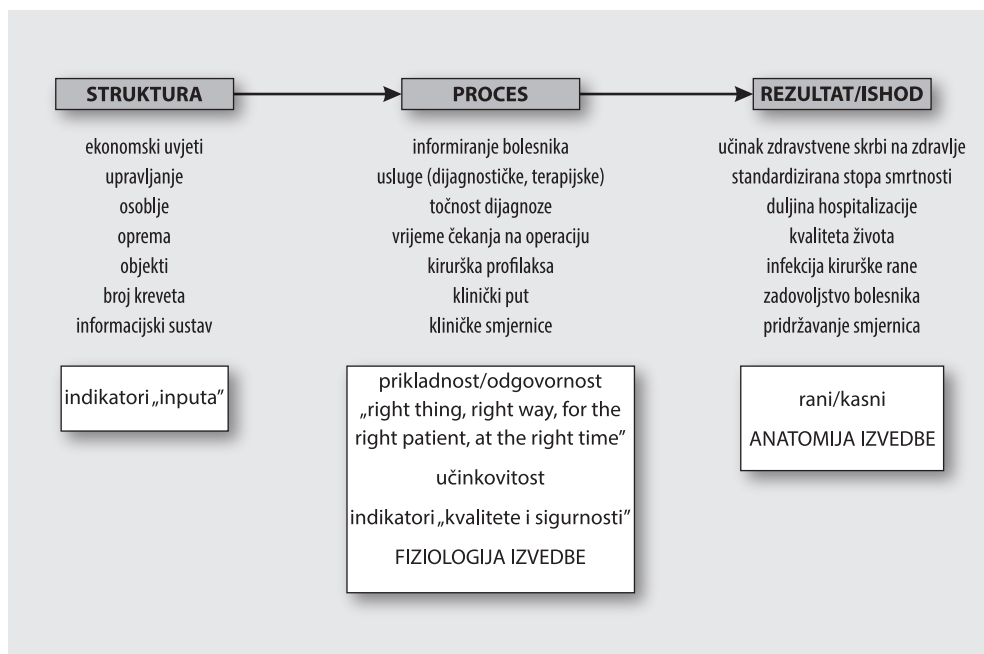 STRUKTURA
ekonomski uvjeti
upravljanje
osoblje
oprema
objekti
broj kreveta
informacijski sustav
indikatori „inputa”
PROCES
informiranje bolesnika
usluge (dijagnostičke, terapijske)
točnost dijagnoze
vrijeme čekanja na operaciju
kirurška profilaksa
klinički put
kliničke smjernice
prikladnost/odgovornost
„right thing, right way, for the
right patient, at the right time”
učinkovitost
indikatori „kvalitete i sigurnosti”
FIZIOLOGIJA IZVEDBE
REZULTAT/ISHOD
učinak zdravstvene skrbi na zdravlje
standardizirana stopa smrtnosti
duljina hospitalizacije
kvaliteta života
infekcija kirurške rane
zadovoljstvo bolesnika
pridržavanje smjernica
rani/kasni
ANATOMIJA IZVEDBE